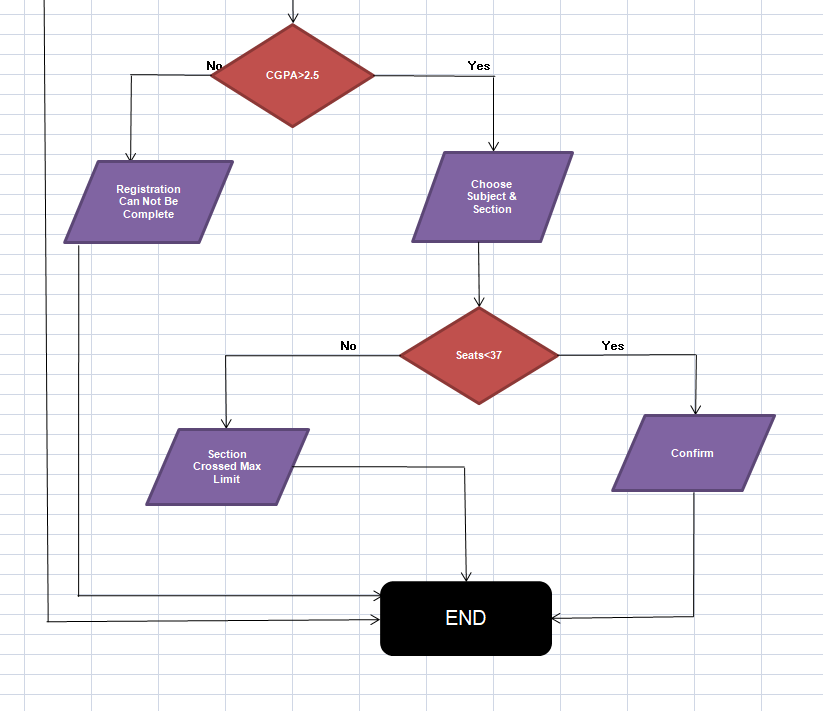 No
CGPA>2.5
Yes
Registration
Can Not Be
Complete
Choose
Subject &
Section
No
Seats<37
Yes
Section
Crossed Max
Limit
Confirm
END